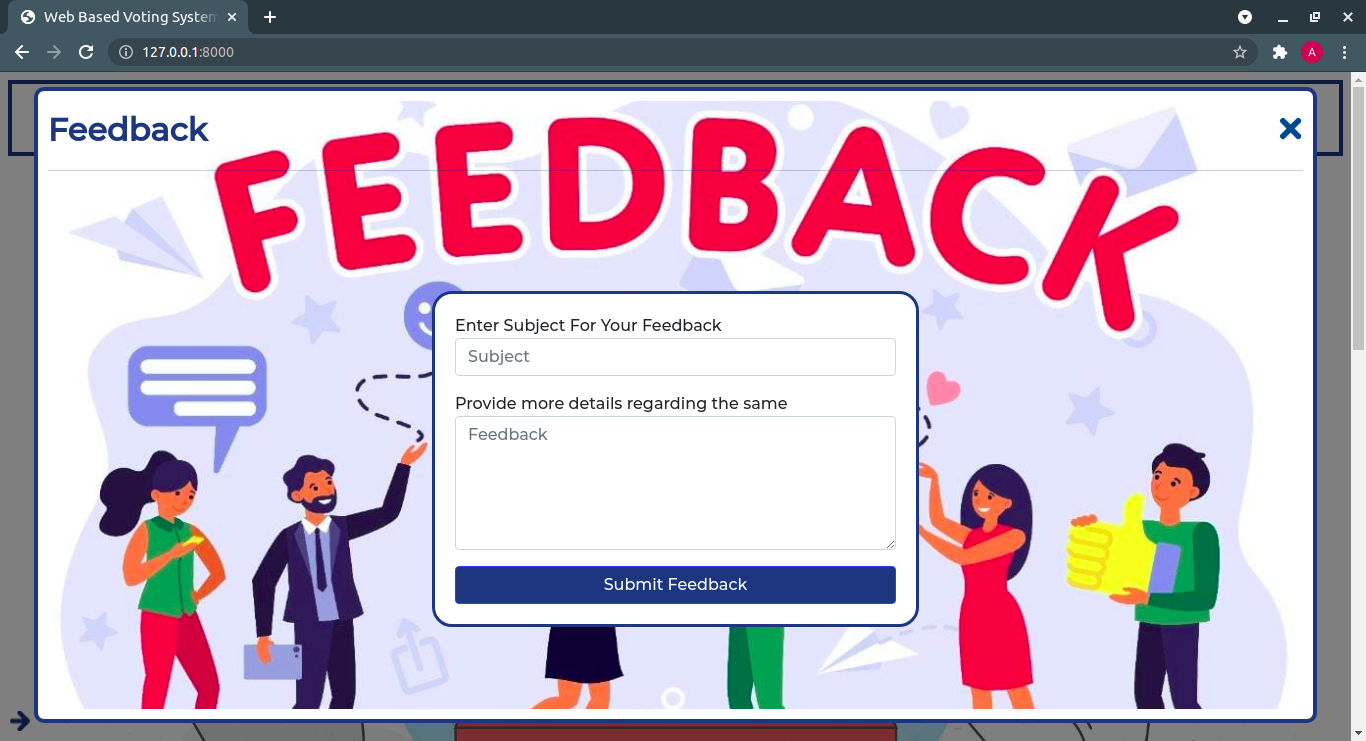 Web Based Voting System
127.0.0.1:8000
A
Feedback
FEEDBACK
Enter Subject For Your Feedback
Subject
Provide more details regarding the same
Feedback
Submit Feedback